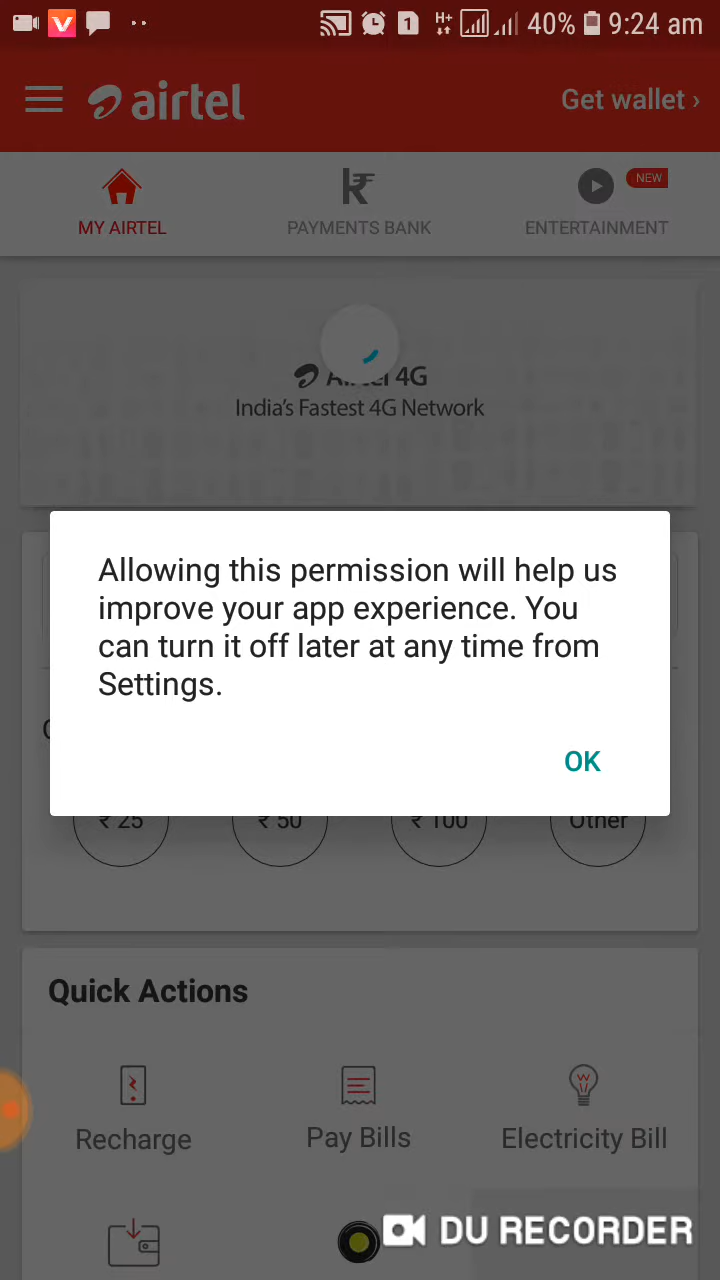 1 H+ 40% 9:24 am
airtel Get wallet ›
NEW
MY AIRTEL PAYMENTS BANK ENTERTAINMENT
4G
India's Fastest 4G Network
Allowing this permission will help us
improve your app experience. You
can turn it off later at any time from
Settings.
OK
₹ 25 ₹ 50 ₹ 100 Other
Quick Actions
Recharge Pay Bills Electricity Bill
DU RECORDER